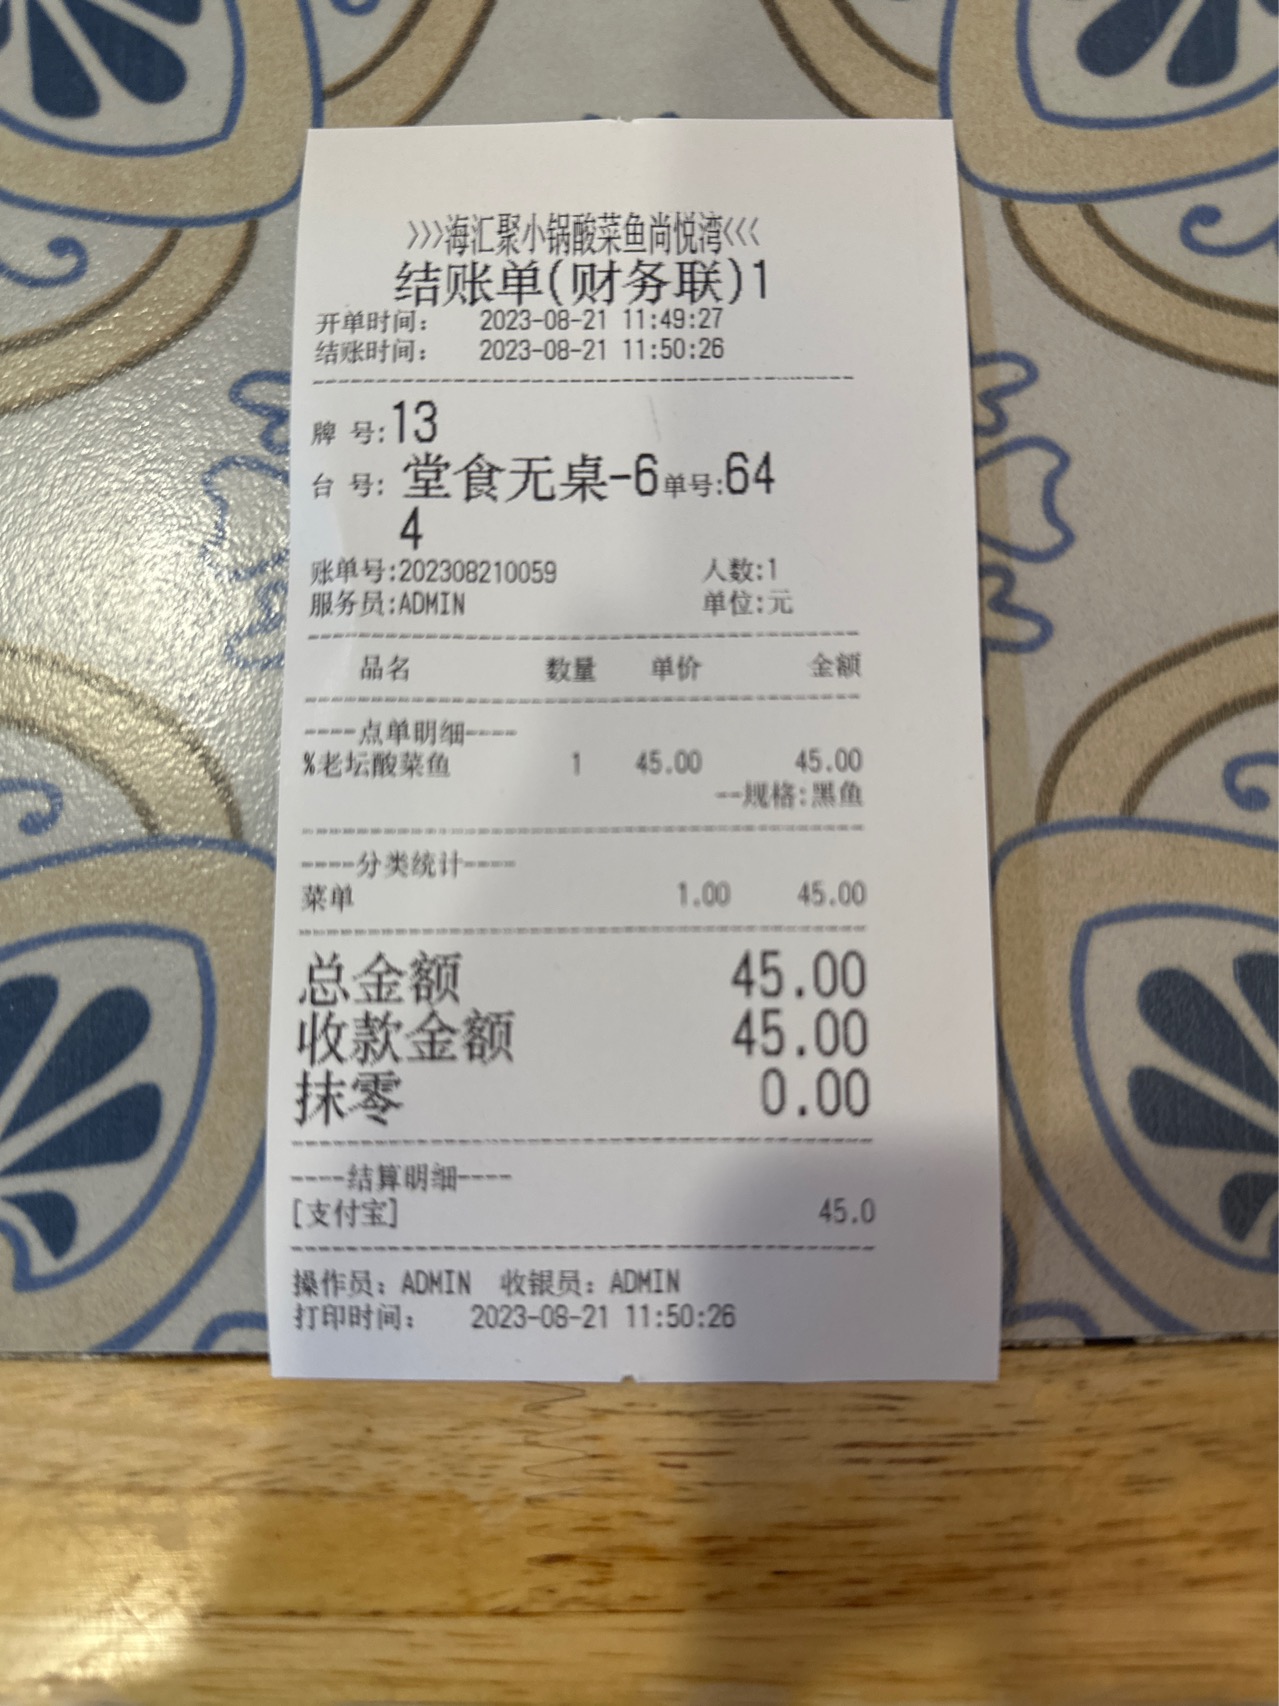 >>>海汇聚小锅酸菜鱼尚悦湾<<<
结账单(财务联)1
开单时间: 2023-08-21 11:49:27
结账时间: 2023-08-21 11:50:26
牌 号:13
台 号: 堂食无桌-6单号:64
4
账单号:202308210059 人数:1
服务员:ADMIN 单位:元
品名 数量 单价 金额
----点单明细----
%老坛酸菜鱼 1 45.00 45.00
--规格:黑鱼
----分类统计----
菜单 1.00 45.00
总金额 45.00
收款金额 45.00
抹零 0.00
----结算明细----
[支付宝] 45.0
操作员: ADMIN 收银员: ADMIN
打印时间: 2023-08-21 11:50:26